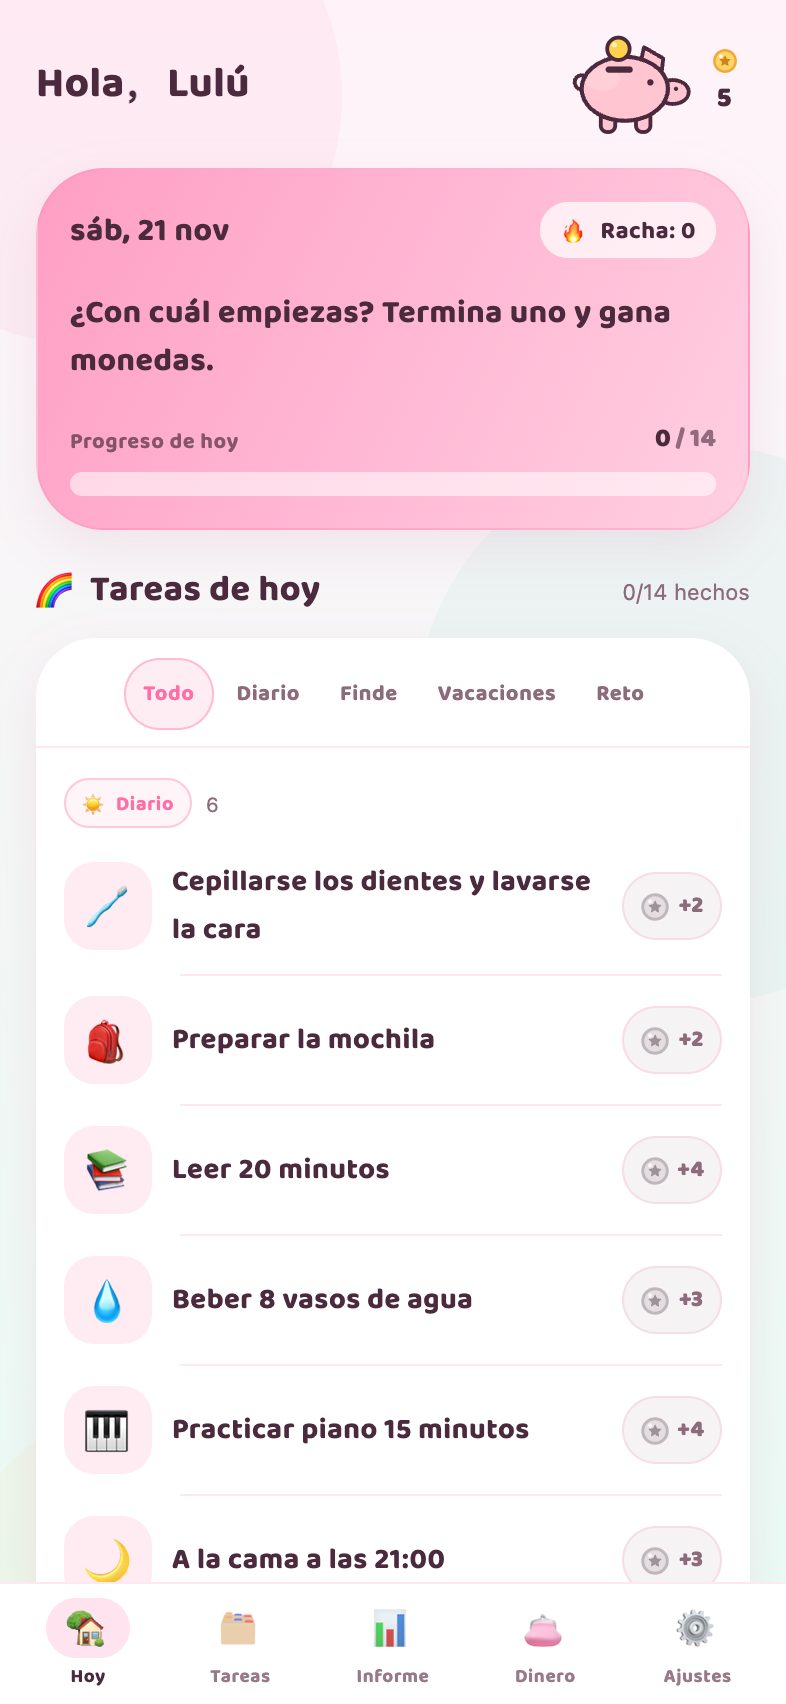 Hola, Lulú
5
sáb, 21 nov
🔥 Racha: 0
¿Con cuál empiezas? Termina uno y gana
monedas.
Progreso de hoy
0 / 14
🌈 Tareas de hoy
0/14 hechos
Todo
Diario
Finde
Vacaciones
Reto
☀️ Diario
6
Cepillarse los dientes y lavarse
la cara
+2
Preparar la mochila
+2
Leer 20 minutos
+4
Beber 8 vasos de agua
+3
Practicar piano 15 minutos
+4
A la cama a las 21:00
+3
Hoy
Tareas
Informe
Dinero
Ajustes